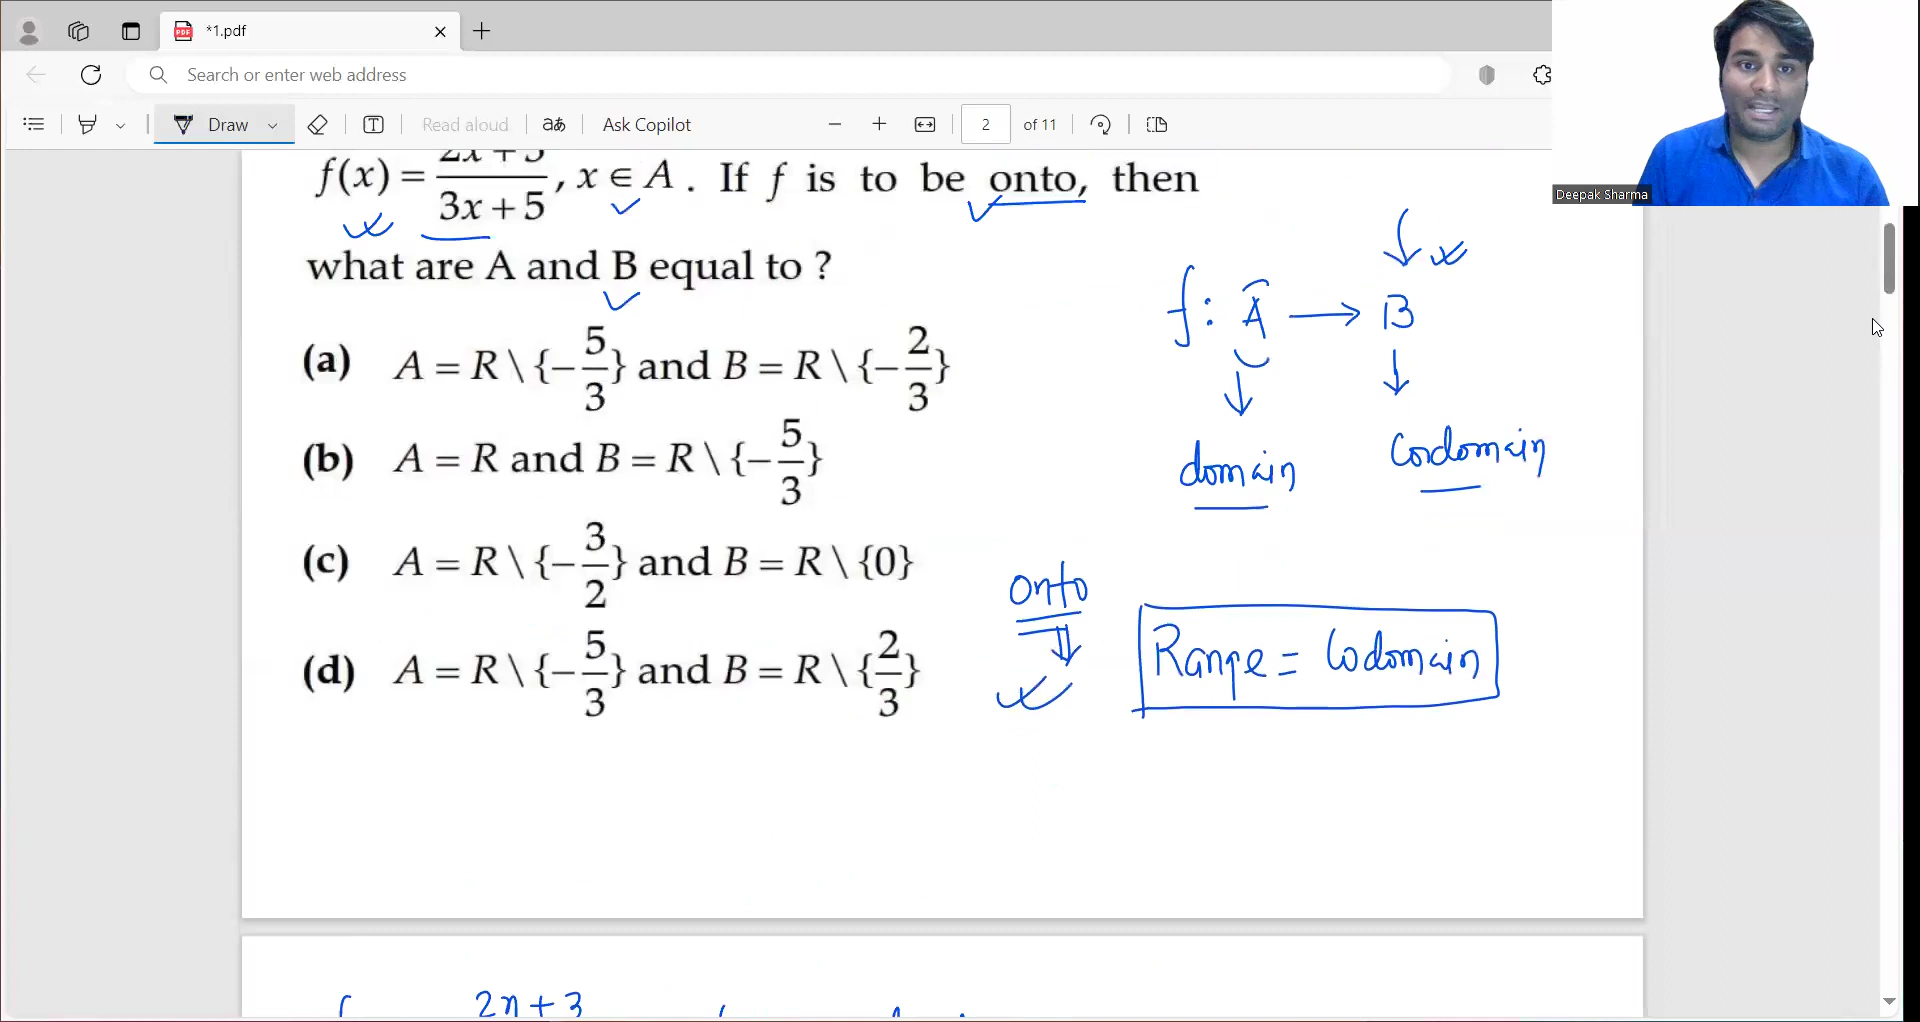 *1.pdf
Search or enter web address
Draw
Read aloud
aあ
Ask Copilot
2 of 11
Deepak Sharma
f(x) = 2x + 3 / 3x + 5, x ∈ A . If f is to be onto, then
what are A and B equal to ?
(a) A = R \ {-5/3} and B = R \ {-2/3}
(b) A = R and B = R \ {-5/3}
(c) A = R \ {-3/2} and B = R \ {0}
(d) A = R \ {-5/3} and B = R \ {2/3}
f : A → B
domain
Codomain
Onto
Range = Codomain
2x + 3